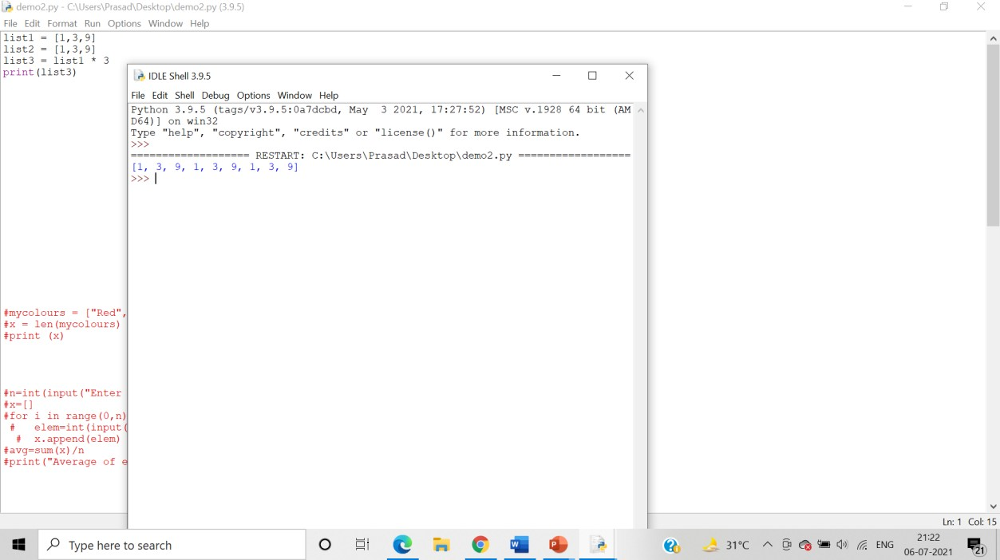 demo2.py - C:\Users\Prasad\Desktop\demo2.py (3.9.5)
File Edit Format Run Options Window Help
list1 = [1,3,9]
list2 = [1,3,9]
list3 = list1 * 3
print(list3)
IDLE Shell 3.9.5
File Edit Shell Debug Options Window Help
Python 3.9.5 (tags/v3.9.5:0a7dcbd, May  3 2021, 17:27:52) [MSC v.1928 64 bit (AM
D64)] on win32
Type "help", "copyright", "credits" or "license()" for more information.
>>>
=================== RESTART: C:\Users\Prasad\Desktop\demo2.py ==================
[1, 3, 9, 1, 3, 9, 1, 3, 9]
>>>
#mycolours = ["Red",
#x = len(mycolours)
#print (x)
#n=int(input("Enter
#x=[]
#for i in range(0,n)
#   elem=int(input(
#  x.append(elem)
#avg=sum(x)/n
#print("Average of e
Ln: 1 Col: 15
Type here to search
31°C
ENG
21:22
06-07-2021
21